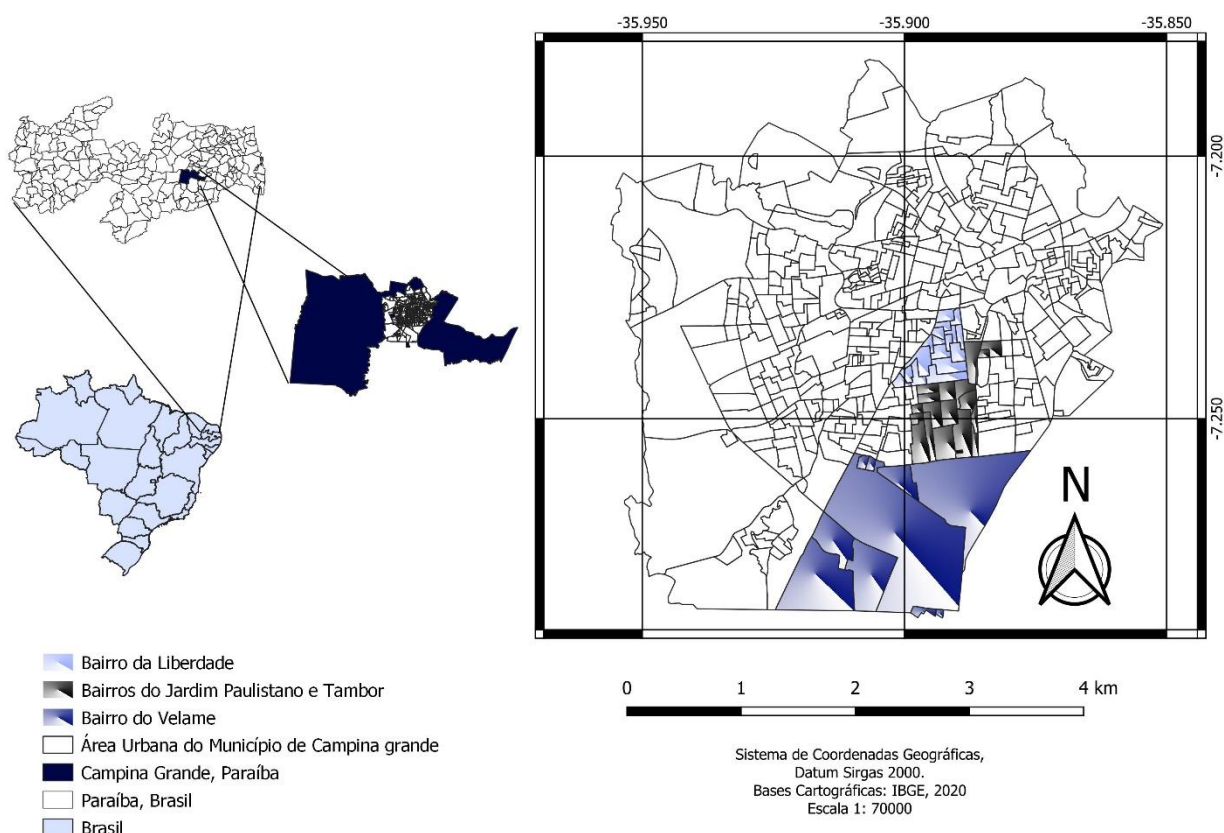 -35.950
-35.900
-35.850
-7.200
-7.250
N
Bairro da Liberdade
Bairros do Jardim Paulistano e Tambor
Bairro do Velame
Área Urbana do Município de Campina grande
Campina Grande, Paraíba
Paraíba, Brasil
Brasil
0 1 2 3 4 km
Sistema de Coordenadas Geográficas,
Datum Sirgas 2000.
Bases Cartográficas: IBGE, 2020
Escala 1: 70000